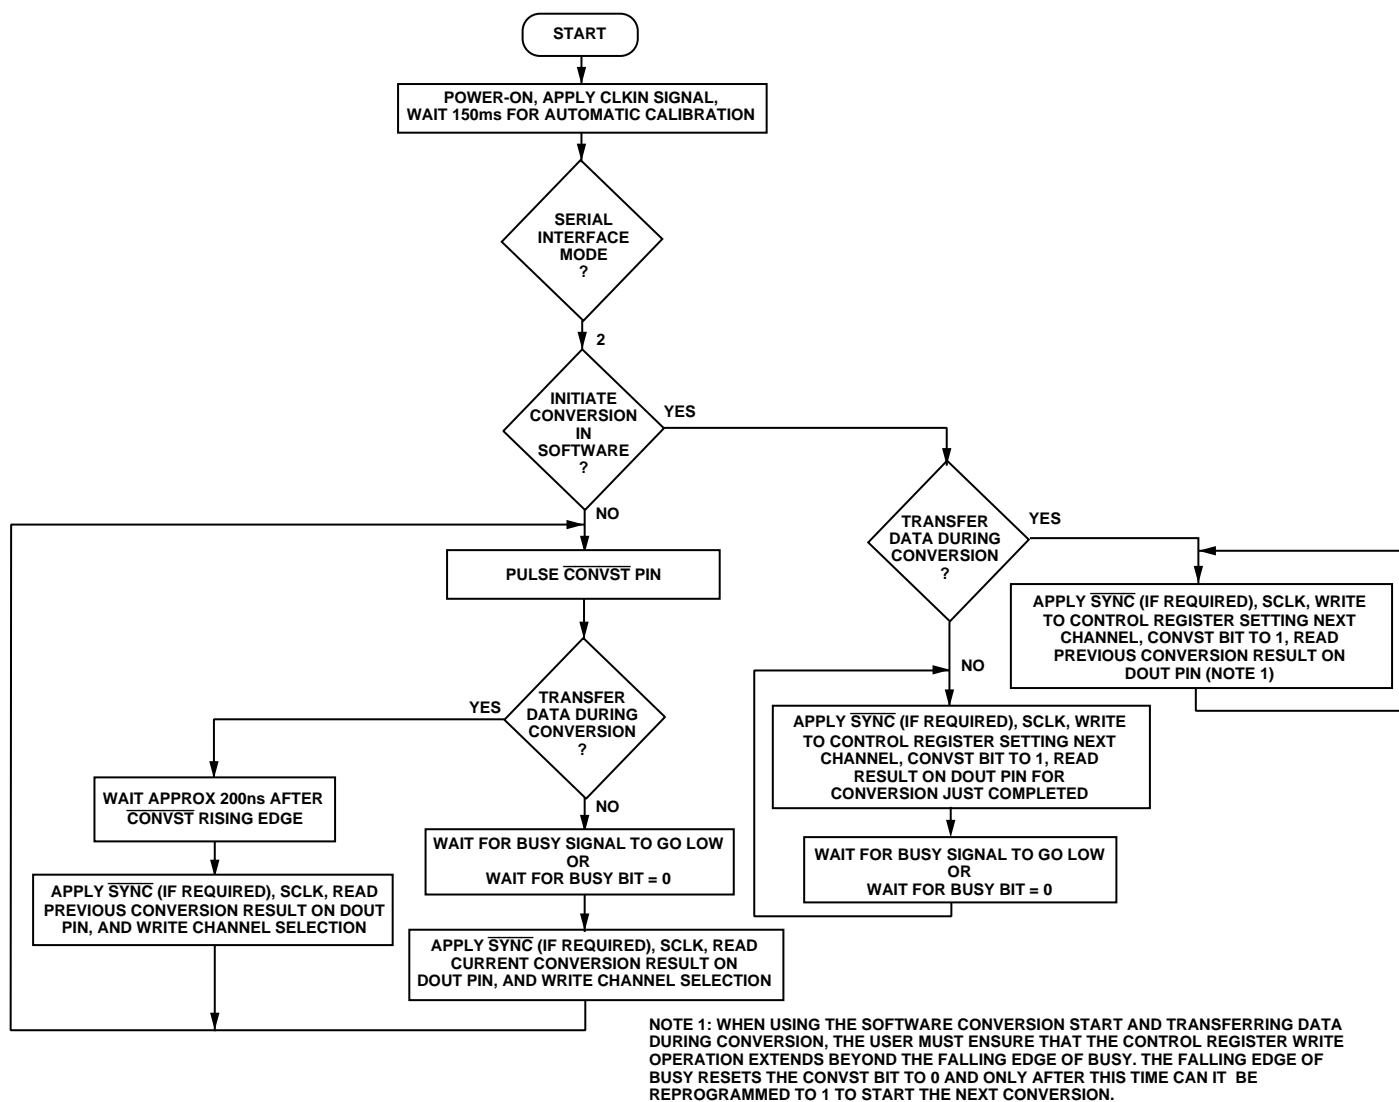 START
POWER-ON, APPLY CLKIN SIGNAL,
WAIT 150ms FOR AUTOMATIC CALIBRATION
SERIAL
INTERFACE
MODE
?
2
INITIATE
CONVERSION
IN
SOFTWARE
?
YES
NO
PULSE CONVST PIN
TRANSFER
DATA DURING
CONVERSION
?
YES
WAIT APPROX 200ns AFTER
CONVST RISING EDGE
APPLY SYNC (IF REQUIRED), SCLK, READ
PREVIOUS CONVERSION RESULT ON DOUT
PIN, AND WRITE CHANNEL SELECTION
NO
WAIT FOR BUSY SIGNAL TO GO LOW
OR
WAIT FOR BUSY BIT = 0
APPLY SYNC (IF REQUIRED), SCLK, READ
CURRENT CONVERSION RESULT ON
DOUT PIN, AND WRITE CHANNEL SELECTION
TRANSFER
DATA DURING
CONVERSION
?
YES
APPLY SYNC (IF REQUIRED), SCLK, WRITE
TO CONTROL REGISTER SETTING NEXT
CHANNEL, CONVST BIT TO 1, READ
PREVIOUS CONVERSION RESULT ON
DOUT PIN (NOTE 1)
NO
APPLY SYNC (IF REQUIRED), SCLK, WRITE
TO CONTROL REGISTER SETTING NEXT
CHANNEL, CONVST BIT TO 1, READ
RESULT ON DOUT PIN FOR
CONVERSION JUST COMPLETED
WAIT FOR BUSY SIGNAL TO GO LOW
OR
WAIT FOR BUSY BIT = 0
NOTE 1: WHEN USING THE SOFTWARE CONVERSION START AND TRANSFERRING DATA
DURING CONVERSION, THE USER MUST ENSURE THAT THE CONTROL REGISTER WRITE
OPERATION EXTENDS BEYOND THE FALLING EDGE OF BUSY. THE FALLING EDGE OF
BUSY RESETS THE CONVST BIT TO 0 AND ONLY AFTER THIS TIME CAN IT BE
REPROGRAMMED TO 1 TO START THE NEXT CONVERSION.